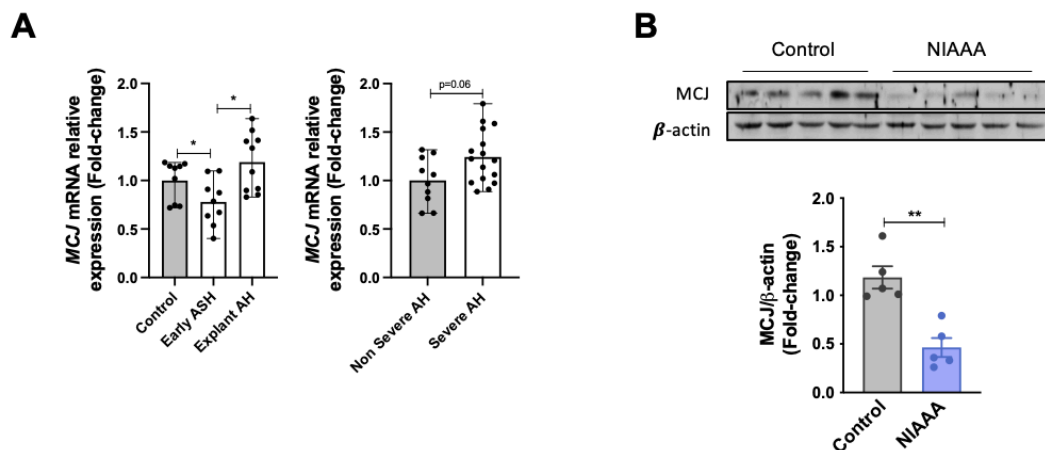 A
MCJ mRNA relative
expression (Fold-change)
2.0
1.5
1.0
0.5
0.0
*
*
Control
Early ASH
Explant AH
MCJ mRNA relative
expression (Fold-change)
2.0
1.5
1.0
0.5
0.0
p=0.06
Non Severe AH
Severe AH
B
Control
NIAAA
MCJ
β-actin
MCJ/β-actin
(Fold-change)
2.0
1.5
1.0
0.5
0.0
**
Control
NIAAA